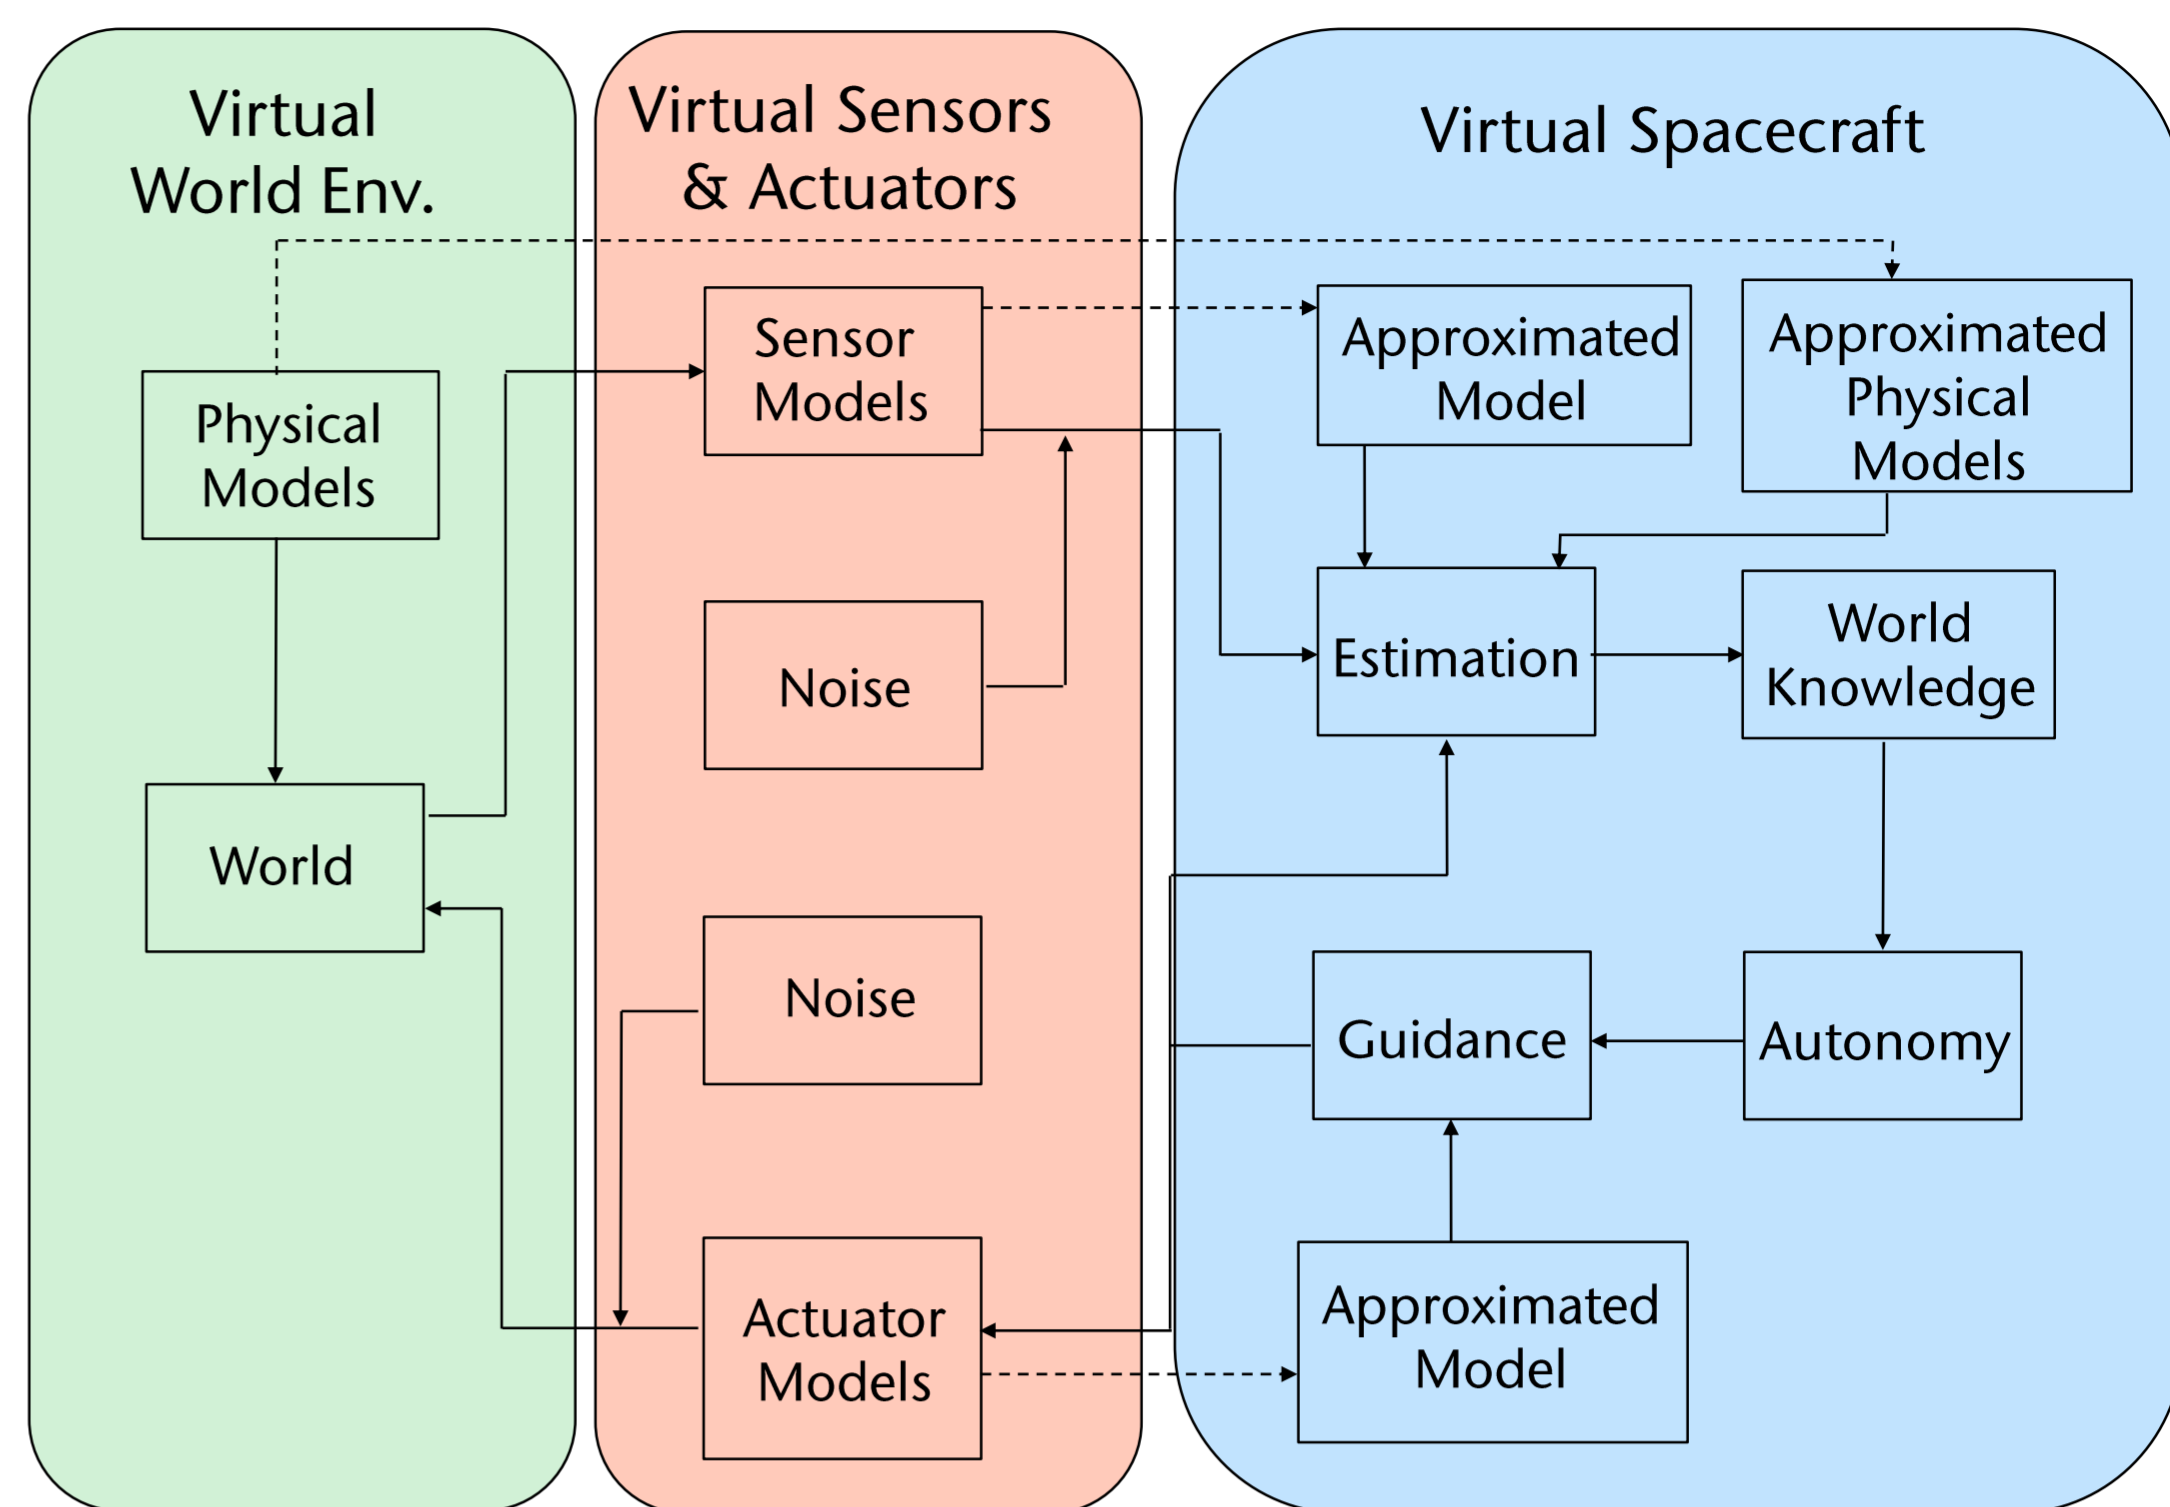 Virtual
World Env.
Physical
Models
World
Virtual Sensors
& Actuators
Sensor
Models
Noise
Noise
Actuator
Models
Virtual Spacecraft
Approximated
Model
Approximated
Physical
Models
Estimation
World
Knowledge
Guidance
Autonomy
Approximated
Model